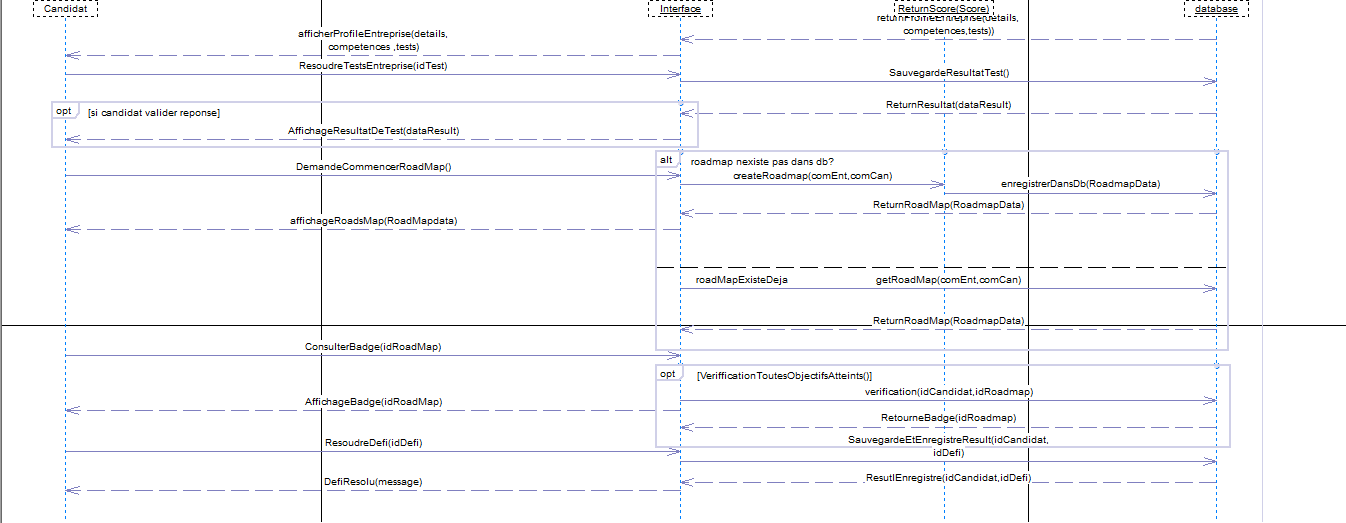 Candidat
Interface
ReturnScore(Score)
database
returnProfileEntreprise(details,
competences,tests))
afficherProfileEntreprise(details,
competences ,tests)
ResoudreTestsEntreprise(idTest)
SauvegardeResultatTest()
opt
[si candidat valider reponse]
ReturnResultat(dataResult)
AffichageResultatDeTest(dataResult)
alt
roadmap nexiste pas dans db?
DemandeCommencerRoadMap()
createRoadmap(comEnt,comCan)
enregistrerDansDb(RoadmapData)
ReturnRoadMap(RoadmapData)
affichageRoadsMap(RoadMapdata)
roadMapExisteDeja
getRoadMap(comEnt,comCan)
ReturnRoadMap(RoadmapData)
ConsulterBadge(idRoadMap)
opt
[VerifficationToutesObjectifsAtteints()]
verification(idCandidat,idRoadmap)
AffichageBadge(idRoadMap)
RetourneBadge(idRoadmap)
ResoudreDefi(idDefi)
SauvegardeEtEnregistreResult(idCandidat,
idDefi)
DefiResolu(message)
ResutlEnregistre(idCandidat,idDefi)